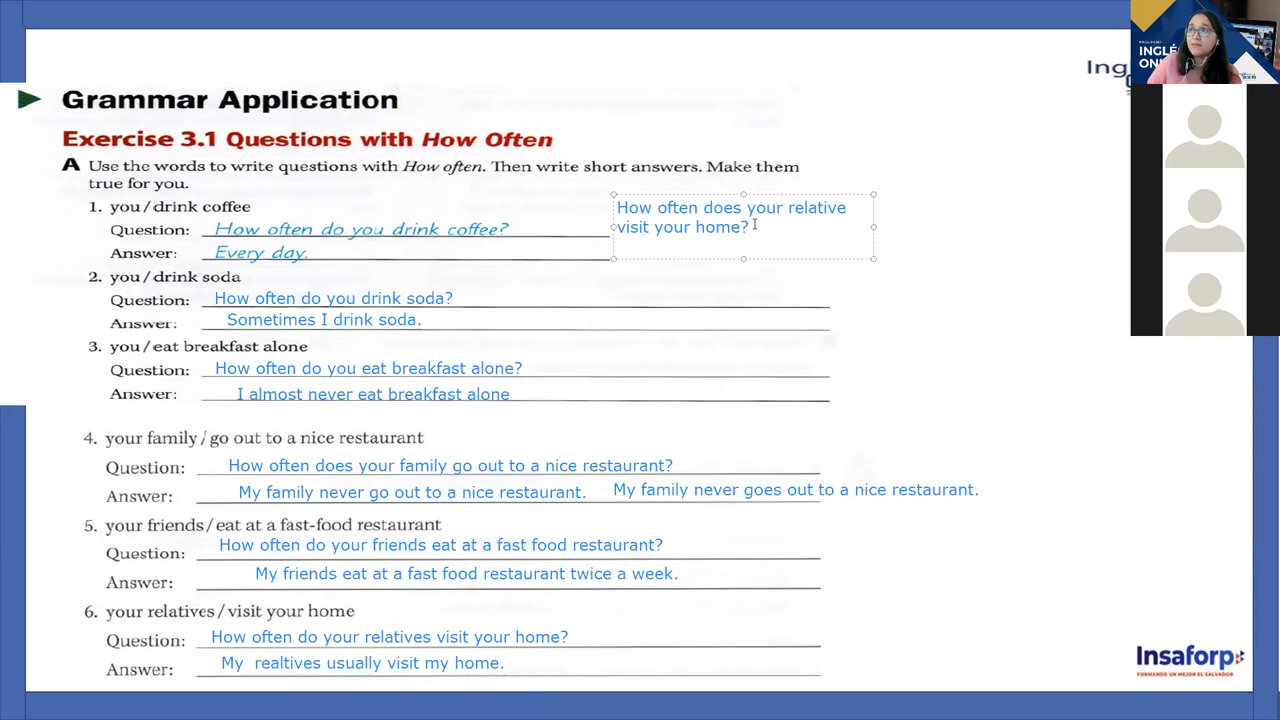 PROGRAMA
INGLÉ
ONL
Ing
Grammar Application
Exercise 3.1 Questions with How Often
A Use the words to write questions with How often. Then write short answers. Make them
true for you.
1. you/drink coffee
Question: How often do you drink coffee?
Answer: Every day.
How often does your relative
visit your home?
2. you/drink soda
Question: How often do you drink soda?
Answer: Sometimes I drink soda.
3. you/eat breakfast alone
Question: How often do you eat breakfast alone?
Answer: I almost never eat breakfast alone
4. your family/go out to a nice restaurant
Question: How often does your family go out to a nice restaurant?
Answer: My family never go out to a nice restaurant. My family never goes out to a nice restaurant.
5. your friends/eat at a fast-food restaurant
Question: How often do your friends eat at a fast food restaurant?
Answer: My friends eat at a fast food restaurant twice a week.
6. your relatives/visit your home
Question: How often do your relatives visit your home?
Answer: My realtives usually visit my home.
Insaforp
FORMANDO UN MEJOR EL SALVADOR